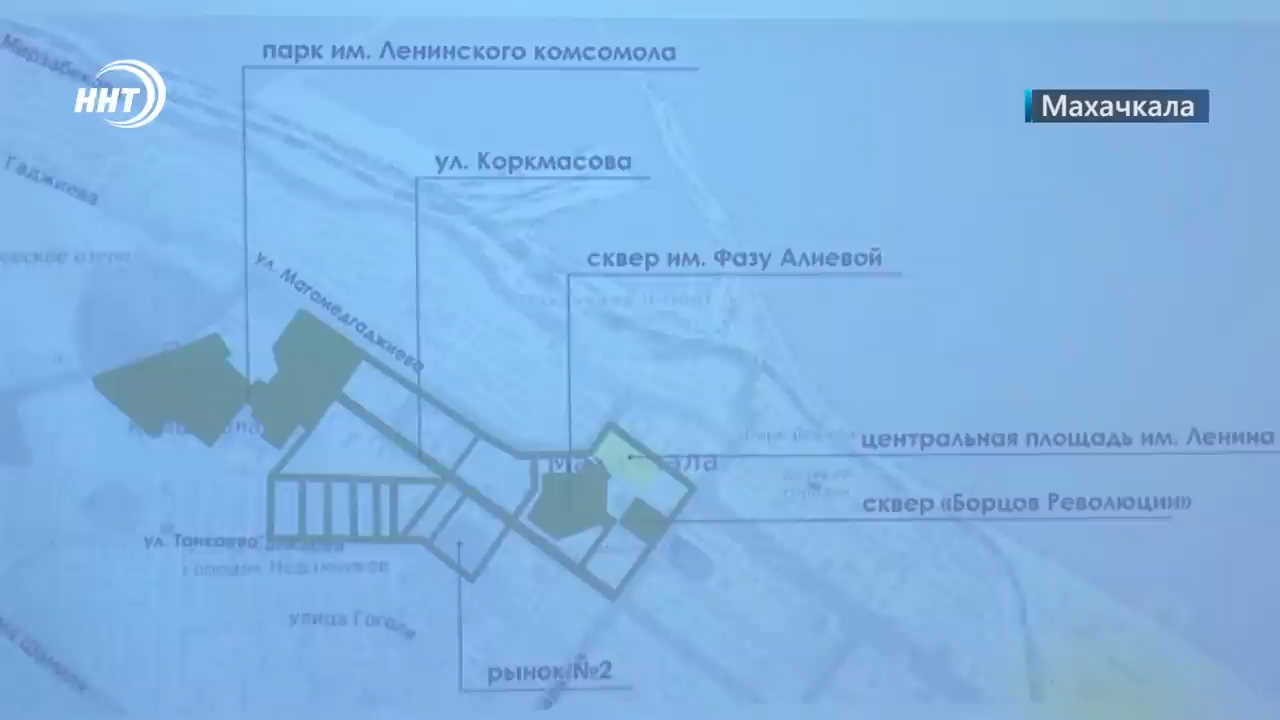 парк им. Ленинского комсомола
ННТ
Махачкала
ул. Коркмасова
Гаджиева
сквер им. Фазу Алиевой
ул. Магомедгаджиева
центральная площадь им. Ленина
сквер «Борцов Революции»
ул. Танкаева
улица Гоголя
рынок №2